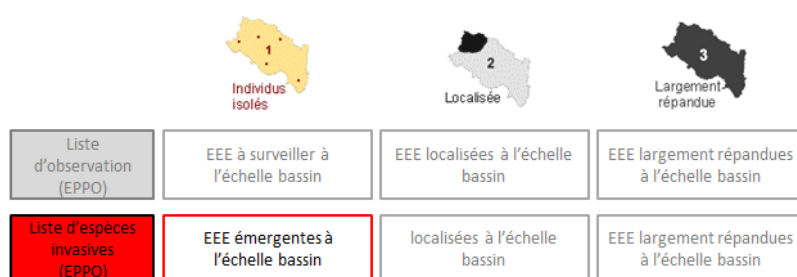 1
Individus
isolés
2
Localisée
3
Largement
répandue
Liste
d'observation
(EPPO)
EEE à surveiller à
l'échelle bassin
EEE localisées à l'échelle
bassin
EEE largement répandues
à l'échelle bassin
Liste d'espèces
invasives
(EPPO)
EEE émergentes à
l'échelle bassin
localisées à l'échelle
bassin
EEE largement répandues
à l'échelle bassin